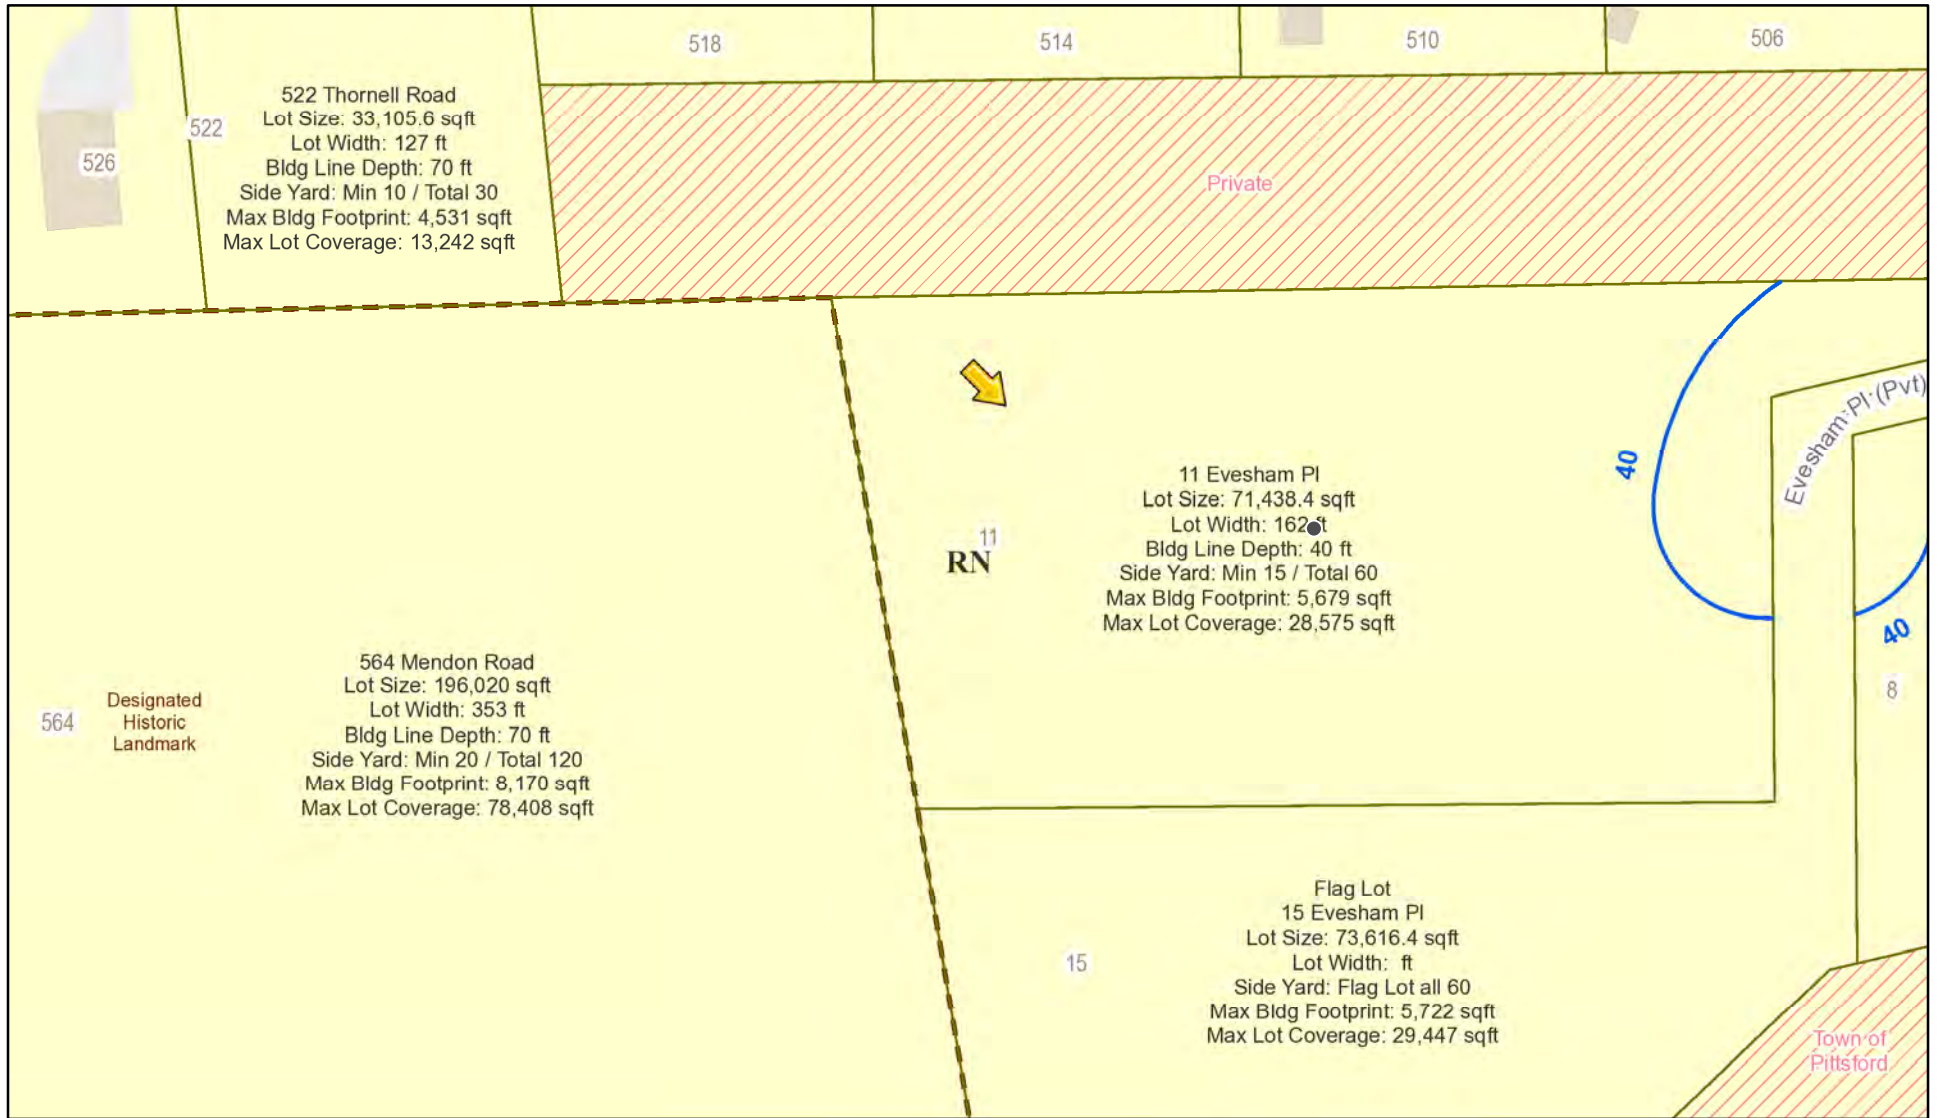 518
514
510
506
522 Thornell Road
Lot Size: 33,105.6 sqft
Lot Width: 127 ft
Bldg Line Depth: 70 ft
Side Yard: Min 10 / Total 30
Max Bldg Footprint: 4,531 sqft
Max Lot Coverage: 13,242 sqft
522
526
Private
Evesham Pl (Pvt)
40
11 Evesham Pl
Lot Size: 71,438.4 sqft
Lot Width: 162 ft
Bldg Line Depth: 40 ft
Side Yard: Min 15 / Total 60
Max Bldg Footprint: 5,679 sqft
Max Lot Coverage: 28,575 sqft
11
RN
40
8
564 Mendon Road
Lot Size: 196,020 sqft
Lot Width: 353 ft
Bldg Line Depth: 70 ft
Side Yard: Min 20 / Total 120
Max Bldg Footprint: 8,170 sqft
Max Lot Coverage: 78,408 sqft
564
Designated
Historic
Landmark
Flag Lot
15 Evesham Pl
Lot Size: 73,616.4 sqft
Lot Width: ft
Side Yard: Flag Lot all 60
Max Bldg Footprint: 5,722 sqft
Max Lot Coverage: 29,447 sqft
15
Town of
Pittsford